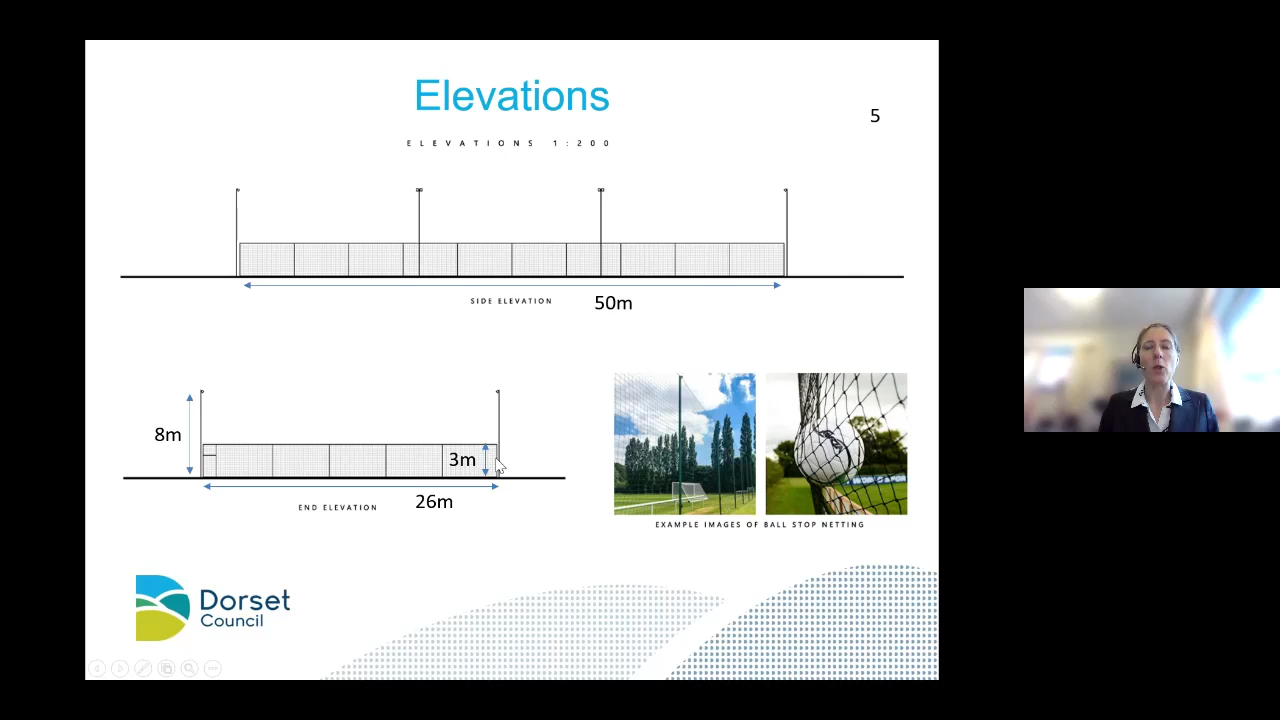 Elevations
5
ELEVATIONS 1:200
SIDE ELEVATION
50m
8m
3m
26m
END ELEVATION
EXAMPLE IMAGES OF BALL STOP NETTING
Dorset
Council